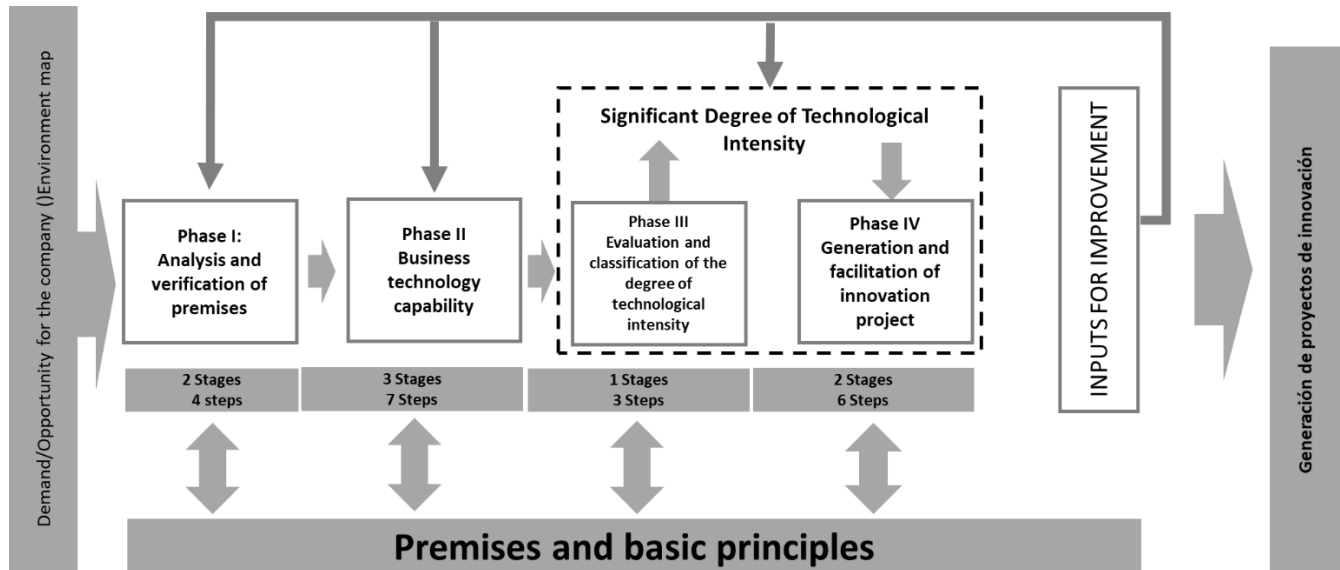 Demand/Opportunity for the company ()Environment map
Phase I:
Analysis and
verification of
premises
Phase II
Business
technology
capability
Significant Degree of Technological
Intensity
Phase III
Evaluation and
classification of the
degree of
technological
intensity
Phase IV
Generation and
facilitation of
innovation
project
INPUTS FOR IMPROVEMENT
Generación de proyectos de innovación
2 Stages
4 steps
3 Stages
7 Steps
1 Stages
3 Steps
2 Stages
6 Steps
Premises and basic principles